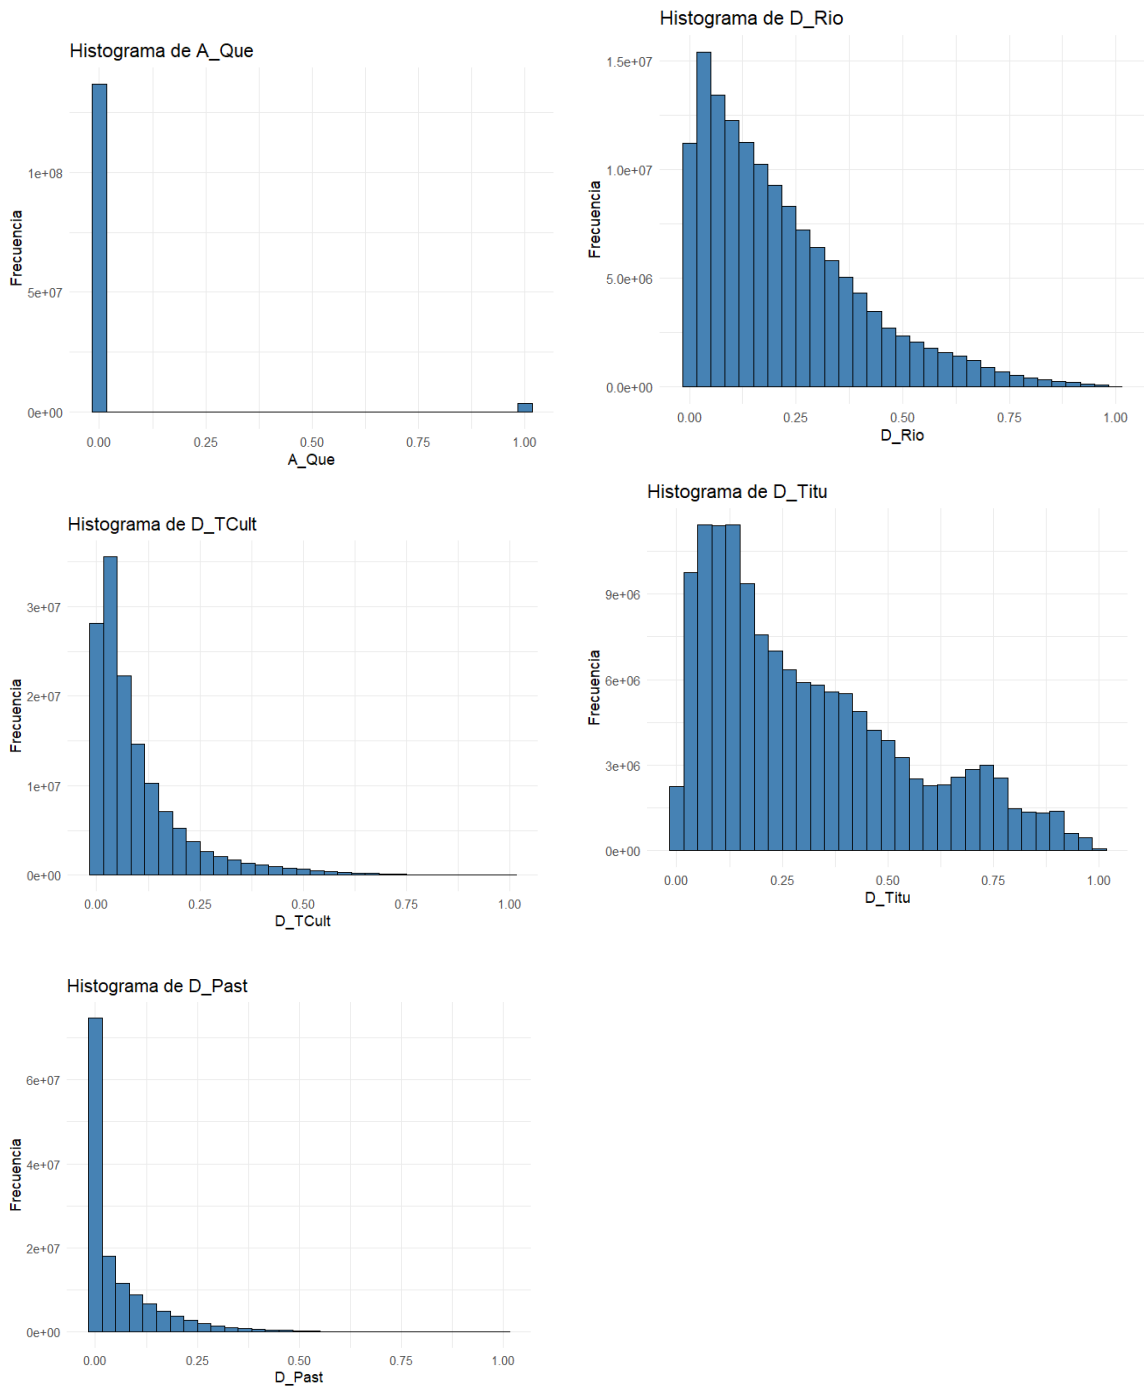 Histograma de A_Que
Frecuencia
1e+08
5e+07
0e+00
0.00 0.25 0.50 0.75 1.00
A_Que
Histograma de D_Rio
Frecuencia
1.5e+07
1.0e+07
5.0e+06
0.0e+00
0.00 0.25 0.50 0.75 1.00
D_Rio
Histograma de D_TCult
Frecuencia
3e+07
2e+07
1e+07
0e+00
0.00 0.25 0.50 0.75 1.00
D_TCult
Histograma de D_Titu
Frecuencia
9e+06
6e+06
3e+06
0e+00
0.00 0.25 0.50 0.75 1.00
D_Titu
Histograma de D_Past
Frecuencia
6e+07
4e+07
2e+07
0e+00
0.00 0.25 0.50 0.75 1.00
D_Past